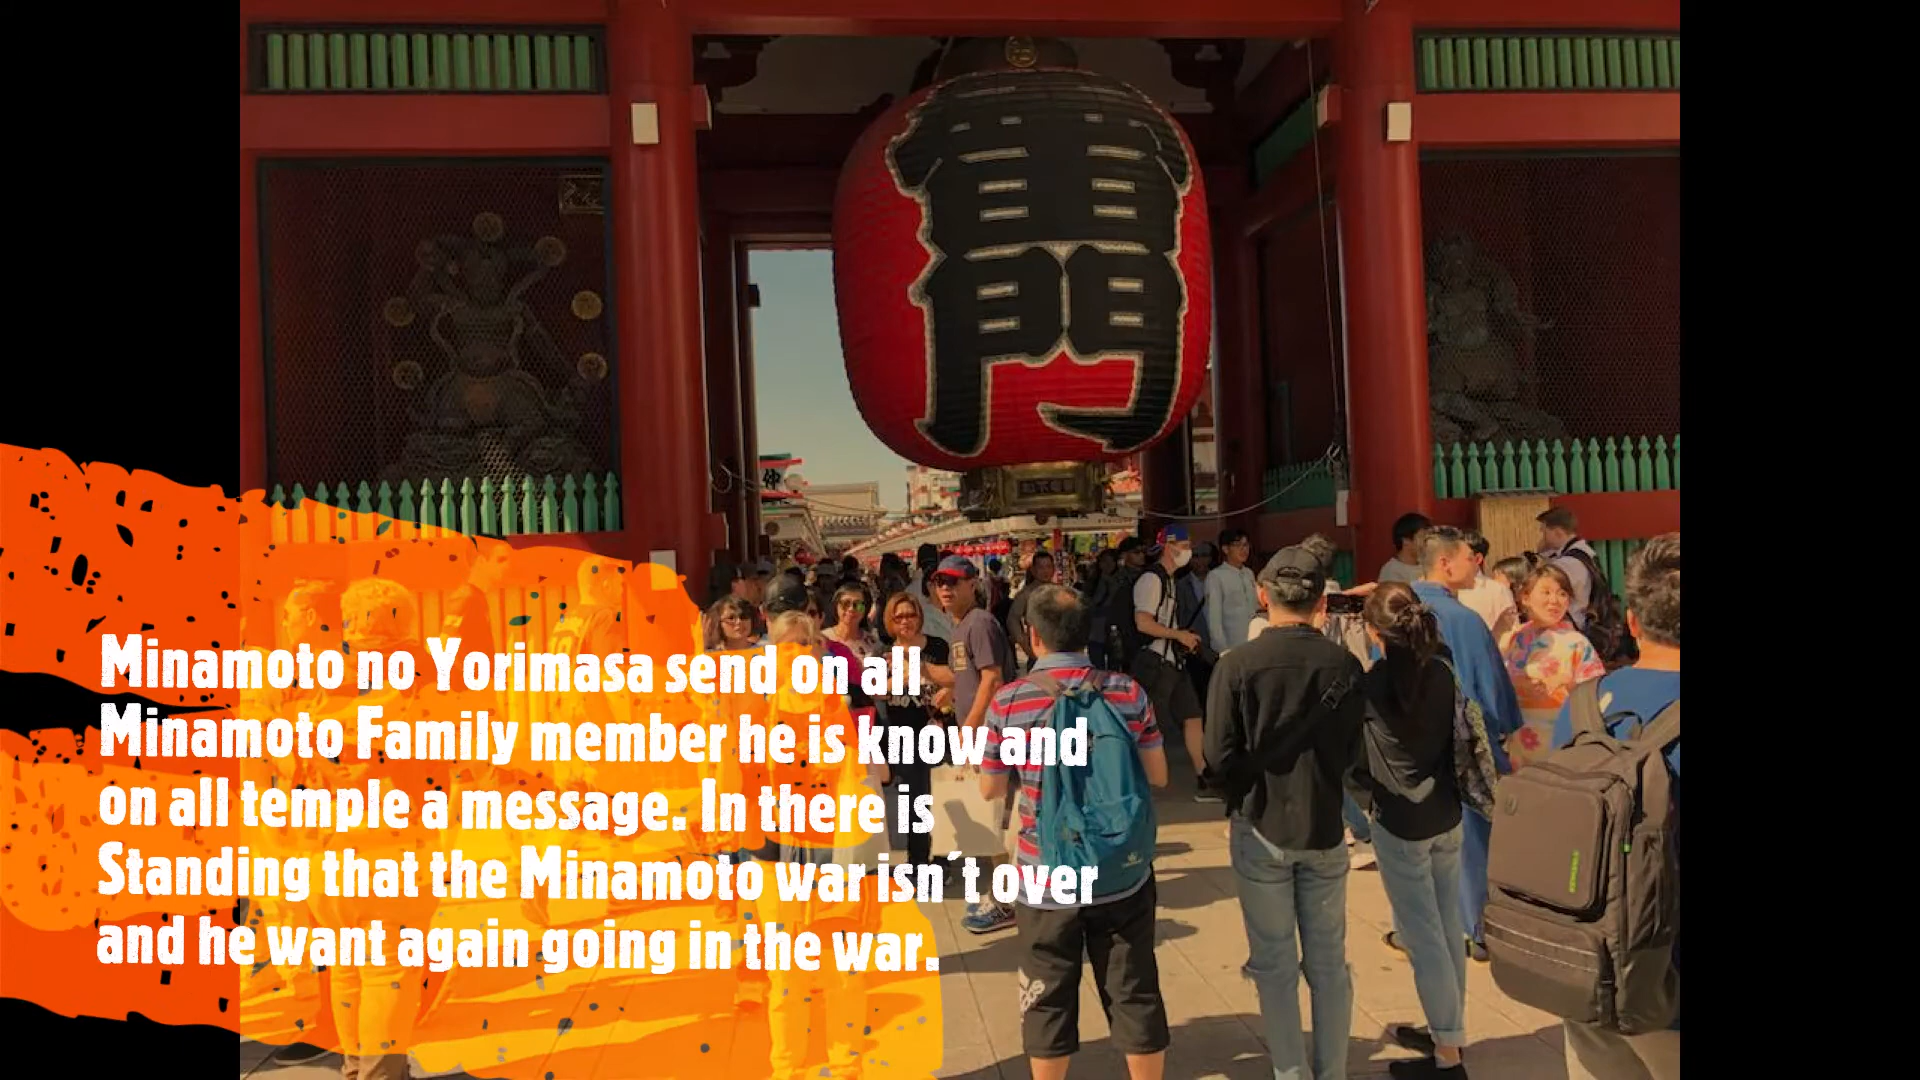 雷門
仲
Minamoto no Yorimasa send on all
Minamoto Family member he is know and
on all temple a message. In there is
Standing that the Minamoto war isn´t over
and he want again going in the war.